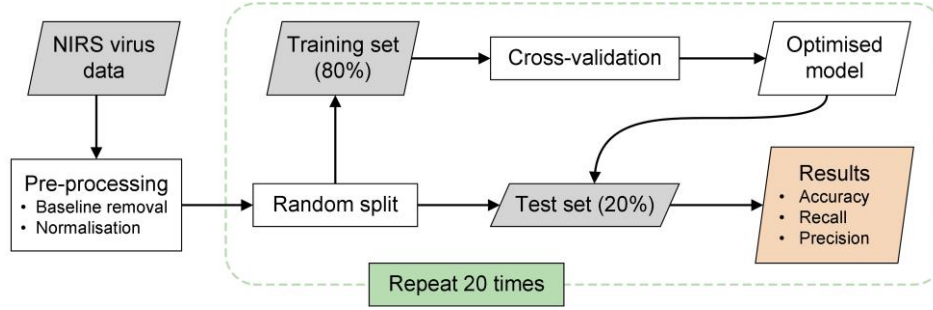 NIRS virus
data
Pre-processing
• Baseline removal
• Normalisation
Training set
(80%)
Cross-validation
Optimised
model
Random split
Test set (20%)
Results
• Accuracy
• Recall
• Precision
Repeat 20 times